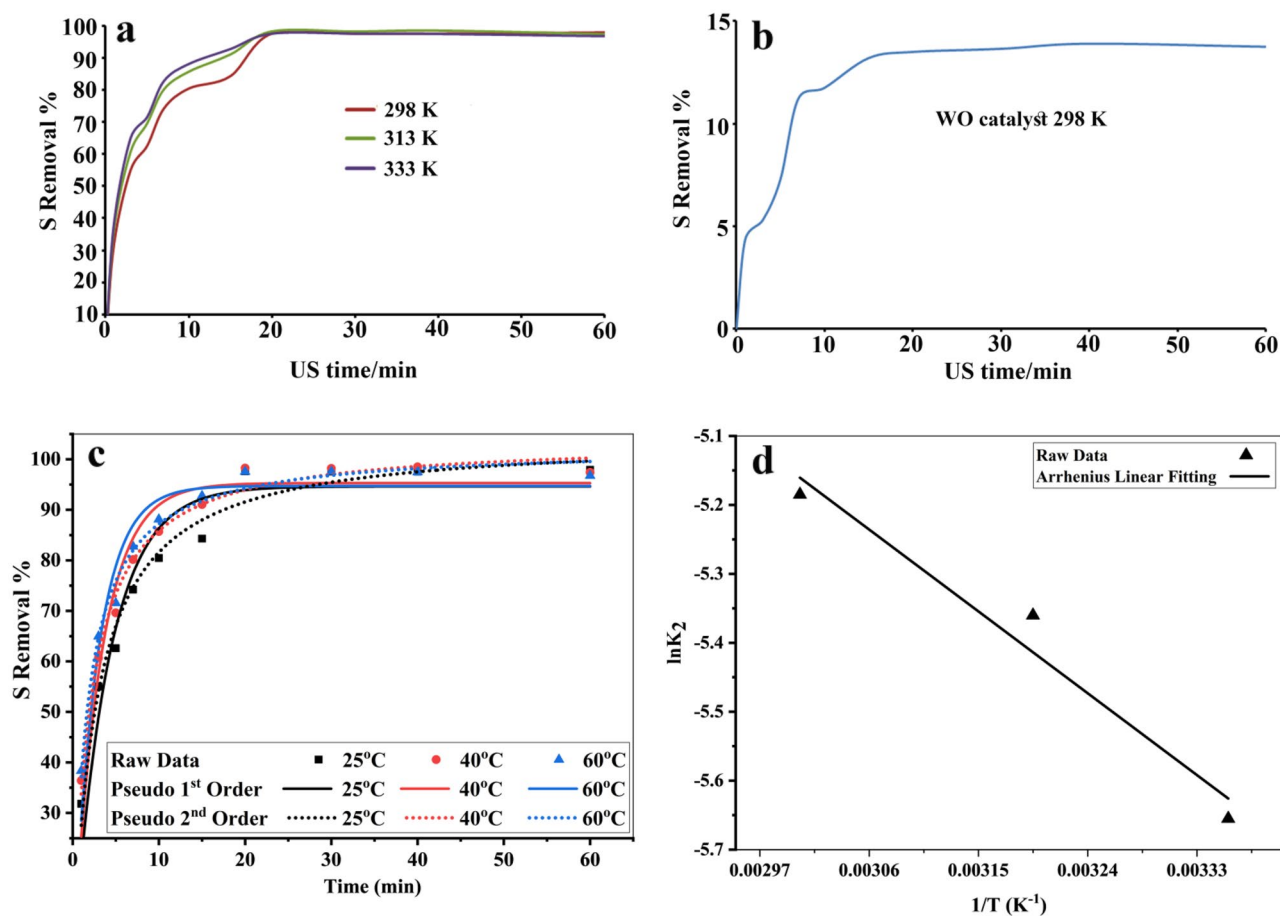 a
S Removal %
100
90
80
70
60
50
40
30
20
10
298 K
313 K
333 K
0
10
20
30
40
50
60
US time/min
b
S Removal %
15
10
5
0
WO catalyst 298 K
0
10
20
30
40
50
60
US time/min
c
S Removal %
100
90
80
70
60
50
40
30
Raw Data 25°C 40°C 60°C
Pseudo 1st Order 25°C 40°C 60°C
Pseudo 2nd Order 25°C 40°C 60°C
0
10
20
30
40
50
60
Time (min)
d
lnK2
-5.1
-5.2
-5.3
-5.4
-5.5
-5.6
-5.7
Raw Data
Arrhenius Linear Fitting
0.00297
0.00306
0.00315
0.00324
0.00333
1/T (K-1)